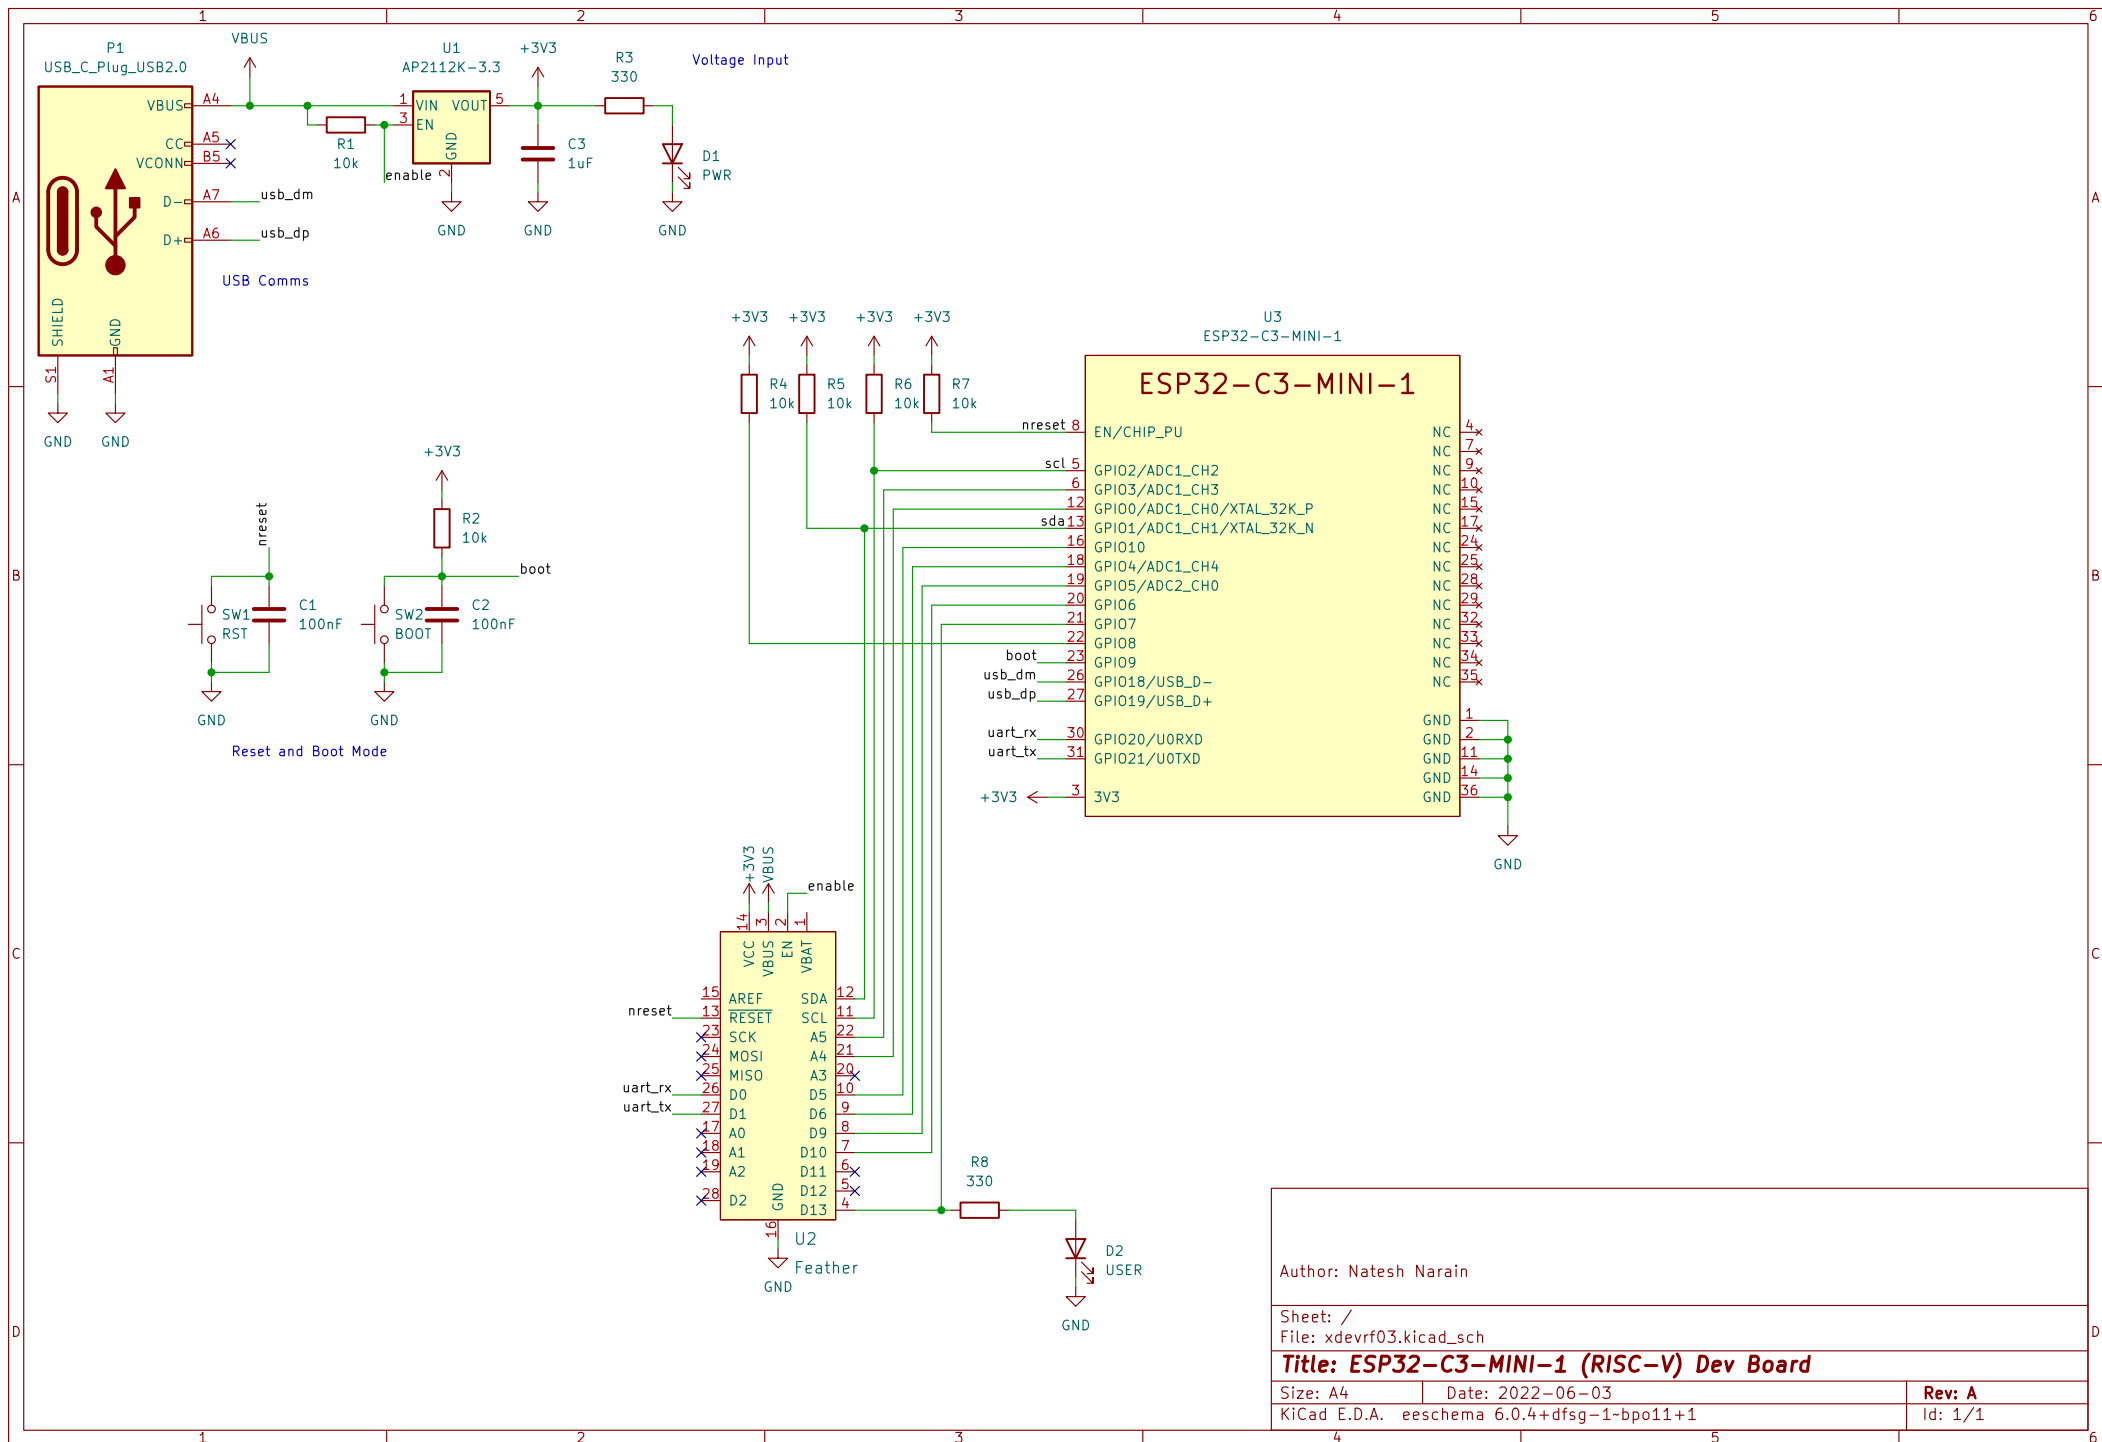 1 2 3 4 5 6
A B C D
A B C D
1 2 3 4 5 6
P1
USB_C_Plug_USB2.0
VBUS
VBUS A4
CC A5
VCONN B5
D- A7 usb_dm
D+ A6 usb_dp
SHIELD
GND
S1
A1
GND
GND
USB Comms
R1
10k
enable
U1
AP2112K-3.3
1 VIN VOUT 5
3 EN
GND
2
GND
+3V3
C3
1uF
GND
R3
330
D1
PWR
GND
Voltage Input
nreset
SW1
RST
C1
100nF
GND
+3V3
R2
10k
boot
SW2
BOOT
C2
100nF
GND
Reset and Boot Mode
+3V3 +3V3 +3V3 +3V3
R4
10k
R5
10k
R6
10k
R7
10k
U3
ESP32-C3-MINI-1
ESP32-C3-MINI-1
nreset 8 EN/CHIP_PU
scl 5 GPIO2/ADC1_CH2
6 GPIO3/ADC1_CH3
12 GPIO0/ADC1_CH0/XTAL_32K_P
sda 13 GPIO1/ADC1_CH1/XTAL_32K_N
16 GPIO10
18 GPIO4/ADC1_CH4
19 GPIO5/ADC2_CH0
20 GPIO6
21 GPIO7
22 GPIO8
boot 23 GPIO9
usb_dm 26 GPIO18/USB_D-
usb_dp 27 GPIO19/USB_D+
uart_rx 30 GPIO20/U0RXD
uart_tx 31 GPIO21/U0TXD
+3V3 3 3V3
NC 4
NC 7
NC 9
NC 10
NC 15
NC 17
NC 24
NC 25
NC 28
NC 29
NC 32
NC 33
NC 34
NC 35
GND 1
GND 2
GND 11
GND 14
GND 36
GND
+3V3
VBUS
enable
14 3 2 1
VCC VBUS EN VBAT
15 AREF
nreset 13 RESET
23 SCK
24 MOSI
25 MISO
uart_rx 26 D0
uart_tx 27 D1
17 A0
18 A1
19 A2
28 D2
SDA 12
SCL 11
A5 22
A4 21
A3 20
D5 10
D6 9
D9 8
D10 7
D11 6
D12 5
D13 4
GND
16
U2
Feather
GND
R8
330
D2
USER
GND
Author: Natesh Narain
Sheet: /
File: xdevrf03.kicad_sch
Title: ESP32-C3-MINI-1 (RISC-V) Dev Board
Size: A4 Date: 2022-06-03 Rev: A
KiCad E.D.A. eeschema 6.0.4+dfsg-1~bpo11+1 Id: 1/1